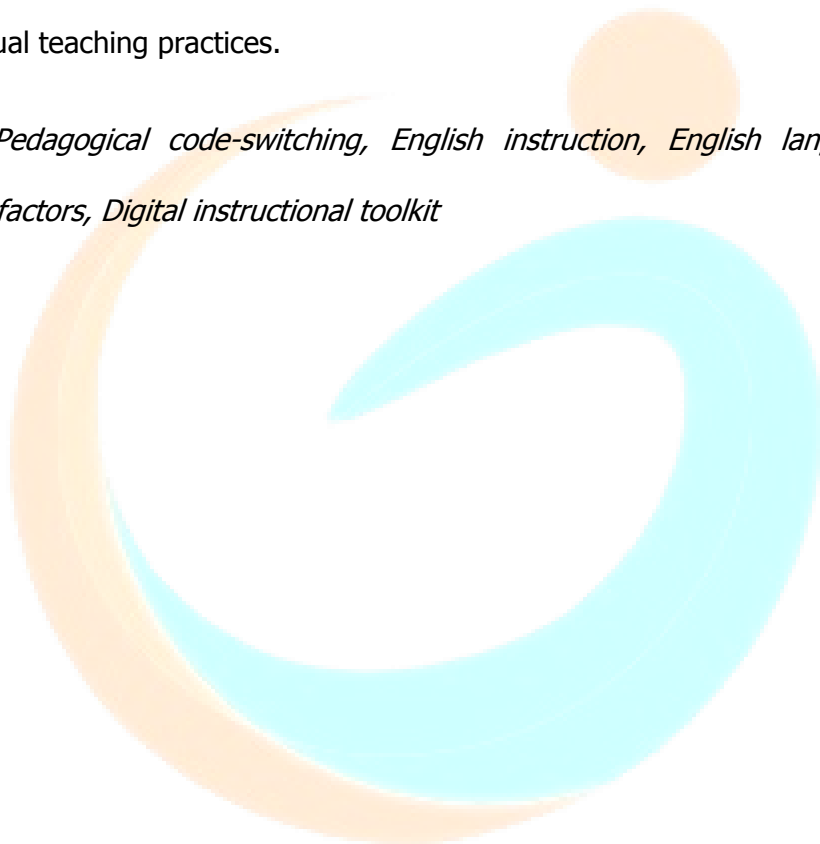 ual teaching practices.
Pedagogical code-switching, English instruction, English lan
factors, Digital instructional toolkit